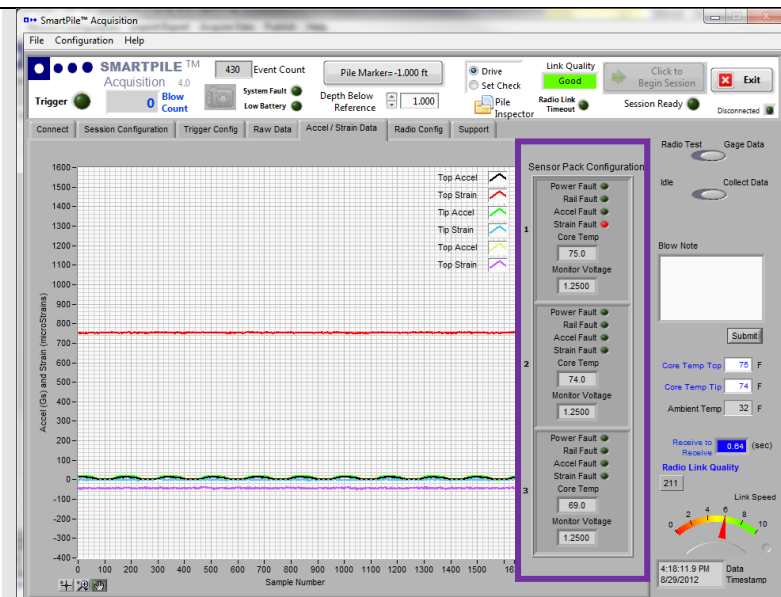 SmartPile™ Acquisition
File Configuration Help
SMARTPILE™
Acquisition 4.0
430 Event Count
Pile Marker= -1.000 ft
Drive
Set Check
Link Quality
Good
Click to
Begin Session
Exit
Trigger
0 Blow
Count
System Fault
Low Battery
Depth Below
Reference
1.000
Pile
Inspector
Radio Link
Timeout
Session Ready
Disconnected
Connect Session Configuration Trigger Config Raw Data Accel / Strain Data Radio Config Support
Accel (Gs) and Strain (microStrains)
1600
1500
1400
1300
1200
1100
1000
900
800
700
600
500
400
300
200
100
0
-100
-200
-300
-400
0 100 200 300 400 500 600 700 800 900 1000 1100 1200 1300 1400 1500 16
Sample Number
Top Accel
Top Strain
Tip Accel
Tip Strain
Top Accel
Top Strain
Sensor Pack Configuration
1
Power Fault
Rail Fault
Accel Fault
Strain Fault
Core Temp
75.0
Monitor Voltage
1.2500
2
Power Fault
Rail Fault
Accel Fault
Strain Fault
Core Temp
74.0
Monitor Voltage
1.2500
3
Power Fault
Rail Fault
Accel Fault
Strain Fault
Core Temp
69.0
Monitor Voltage
1.2500
Radio Test Gage Data
Idle Collect Data
Blow Note
Submit
Core Temp Top 75 F
Core Temp Tip 74 F
Ambient Temp 32 F
Receive to
Receive
0.64 (sec)
Radio Link Quality
211
Link Speed
0 2 4 6 8 10
4:18:11.9 PM
8/29/2012
Data
Timestamp